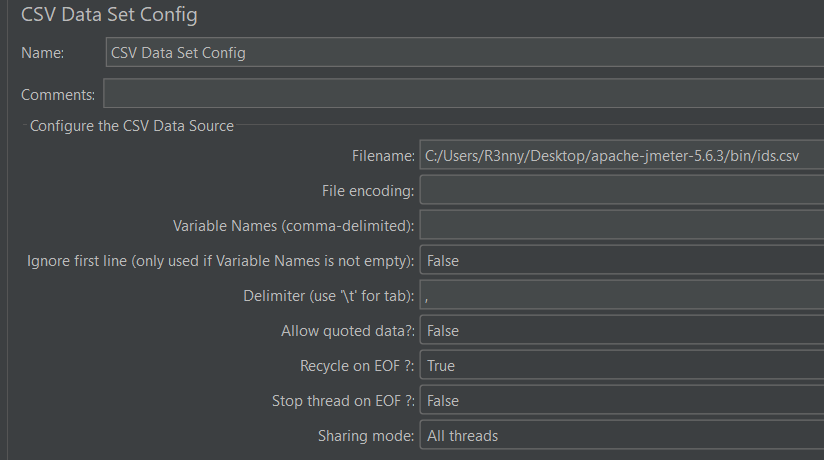 CSV Data Set Config
Name: CSV Data Set Config
Comments:
Configure the CSV Data Source
Filename: C:/Users/R3nny/Desktop/apache-jmeter-5.6.3/bin/ids.csv
File encoding:
Variable Names (comma-delimited):
Ignore first line (only used if Variable Names is not empty): False
Delimiter (use '\t' for tab): ,
Allow quoted data?: False
Recycle on EOF ?: True
Stop thread on EOF ?: False
Sharing mode: All threads